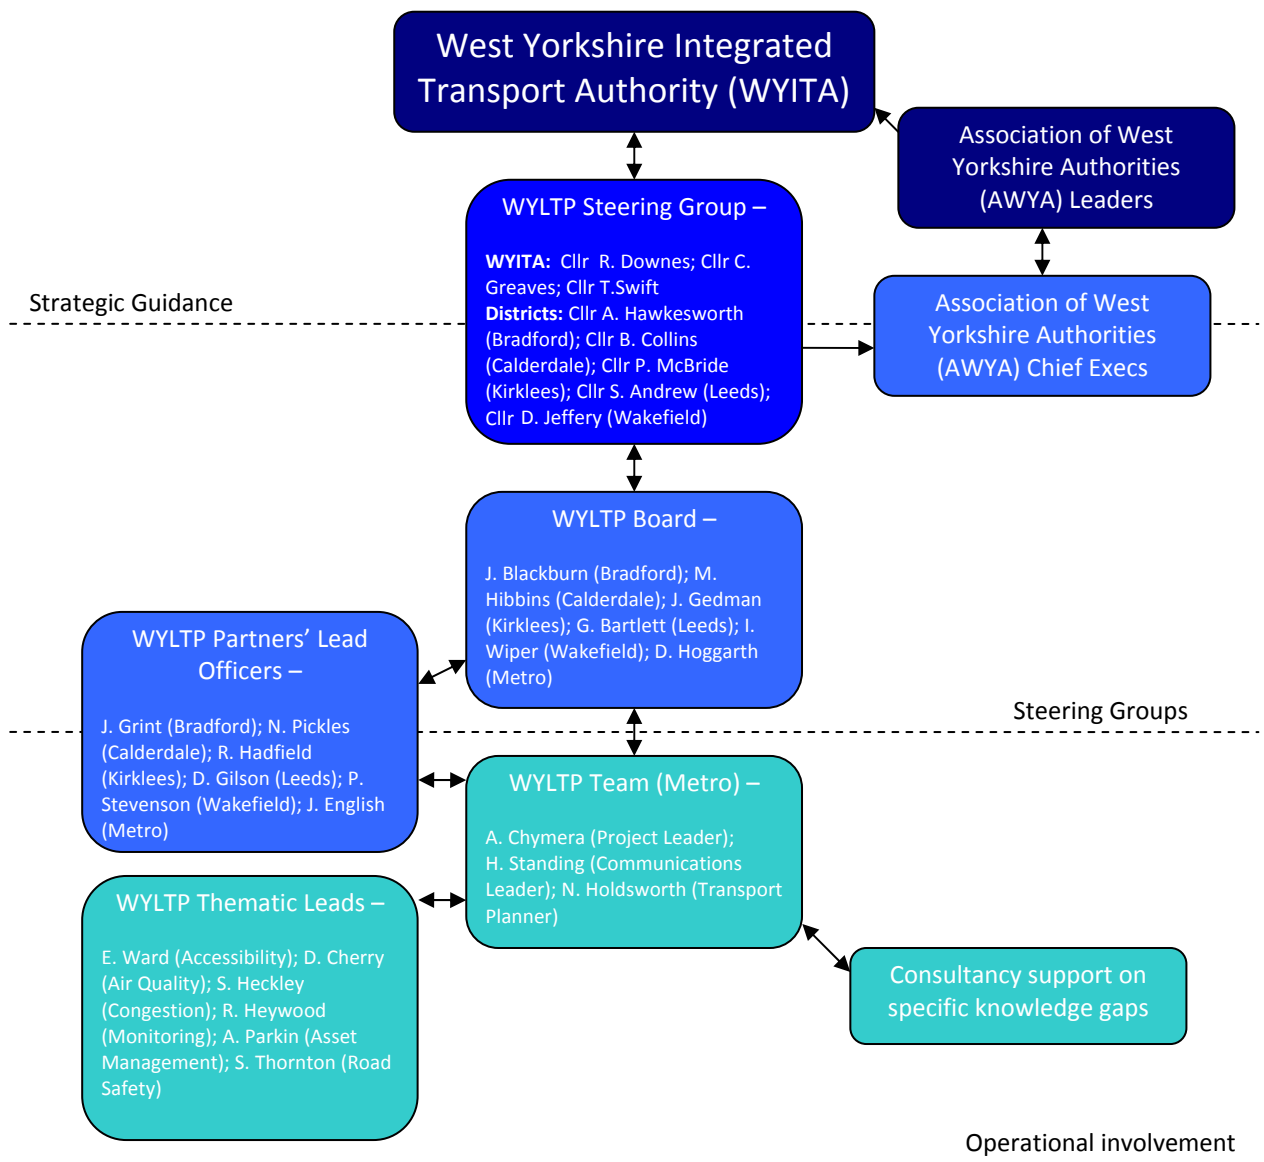 West Yorkshire Integrated
Transport Authority (WYITA)
Association of West
Yorkshire Authorities
(AWYA) Leaders
WYLTP Steering Group –
WYITA: Cllr R. Downes; Cllr C.
Greaves; Cllr T.Swift
Districts: Cllr A. Hawkesworth
(Bradford); Cllr B. Collins
(Calderdale); Cllr P. McBride
(Kirklees); Cllr S. Andrew (Leeds);
Cllr D. Jeffery (Wakefield)
Strategic Guidance
Association of West
Yorkshire Authorities
(AWYA) Chief Execs
WYLTP Board –
J. Blackburn (Bradford); M.
Hibbins (Calderdale); J. Gedman
(Kirklees); G. Bartlett (Leeds); I.
Wiper (Wakefield); D. Hoggarth
(Metro)
WYLTP Partners’ Lead
Officers –
J. Grint (Bradford); N. Pickles
(Calderdale); R. Hadfield
(Kirklees); D. Gilson (Leeds); P.
Stevenson (Wakefield); J. English
(Metro)
Steering Groups
WYLTP Team (Metro) –
A. Chymera (Project Leader);
H. Standing (Communications
Leader); N. Holdsworth (Transport
Planner)
WYLTP Thematic Leads –
E. Ward (Accessibility); D. Cherry
(Air Quality); S. Heckley
(Congestion); R. Heywood
(Monitoring); A. Parkin (Asset
Management); S. Thornton (Road
Safety)
Consultancy support on
specific knowledge gaps
Operational involvement